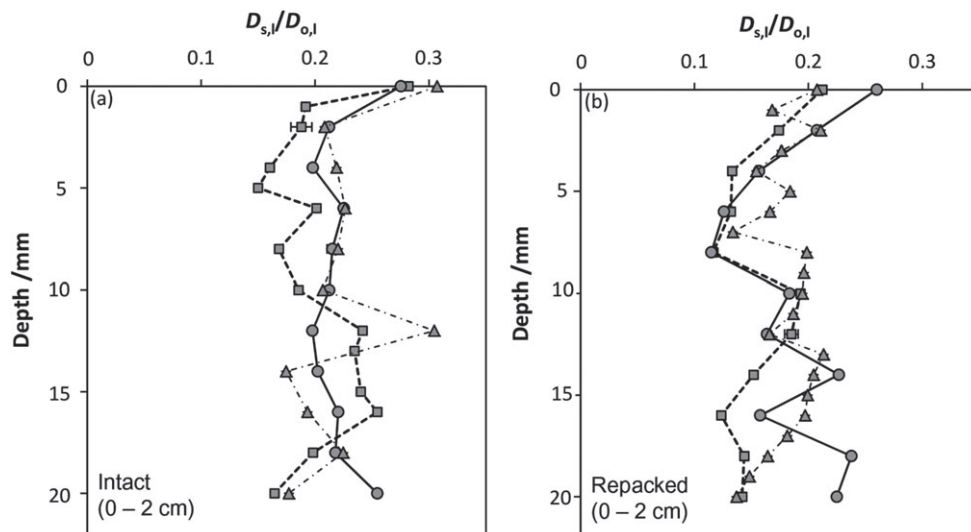 Ds,l/Do,l
0 0.1 0.2 0.3
0
5
10
15
20
Depth /mm
(a)
Intact
(0 – 2 cm)
Ds,l/Do,l
0.1 0.2 0.3
0
5
10
15
20
Depth /mm
(b)
Repacked
(0 – 2 cm)